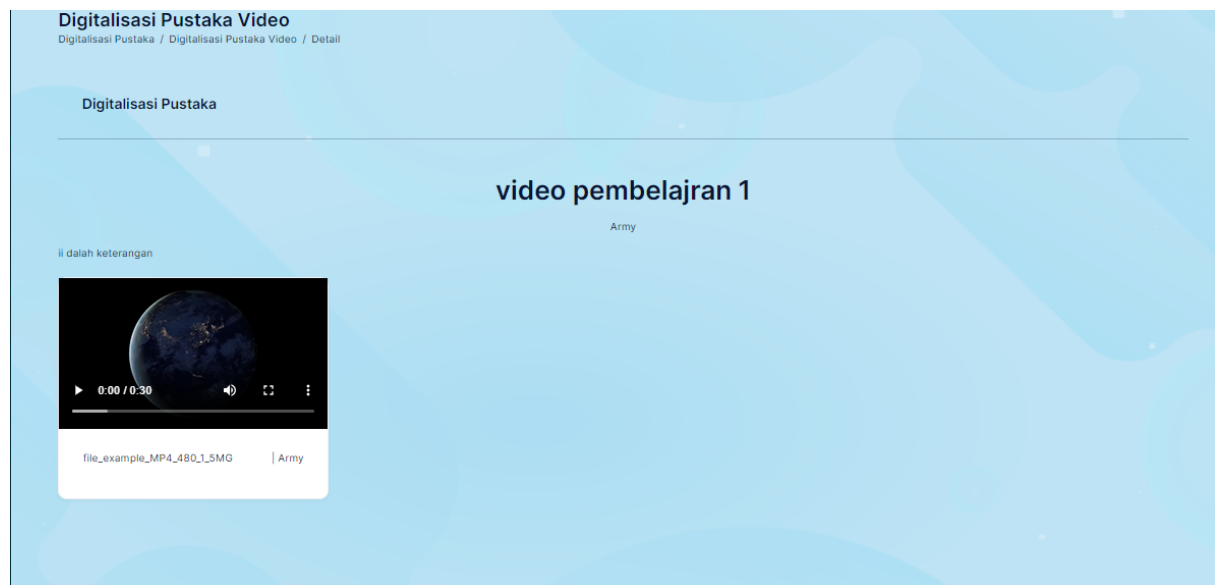 Digitalisasi Pustaka Video
Digitalisasi Pustaka / Digitalisasi Pustaka Video / Detail
Digitalisasi Pustaka
video pembelajran 1
Army
ii dalah keterangan
0:00 / 0:30
file_example_MP4_480_1_5MG | Army